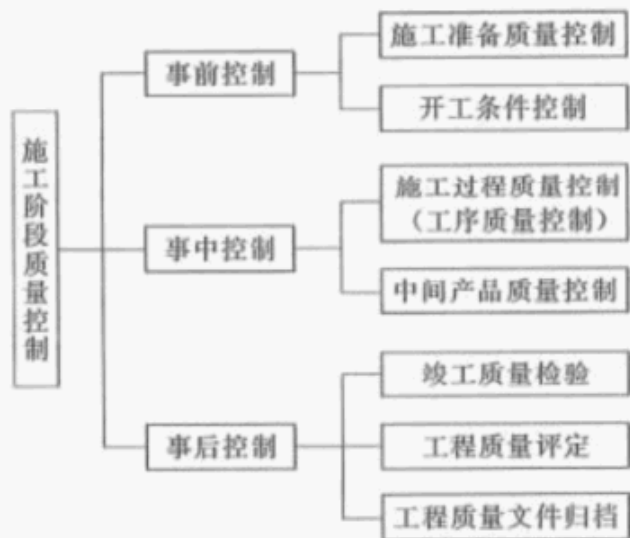 施工阶段质量控制
事前控制
施工准备质量控制
开工条件控制
事中控制
施工过程质量控制
（工序质量控制）
中间产品质量控制
事后控制
竣工质量检验
工程质量评定
工程质量文件归档